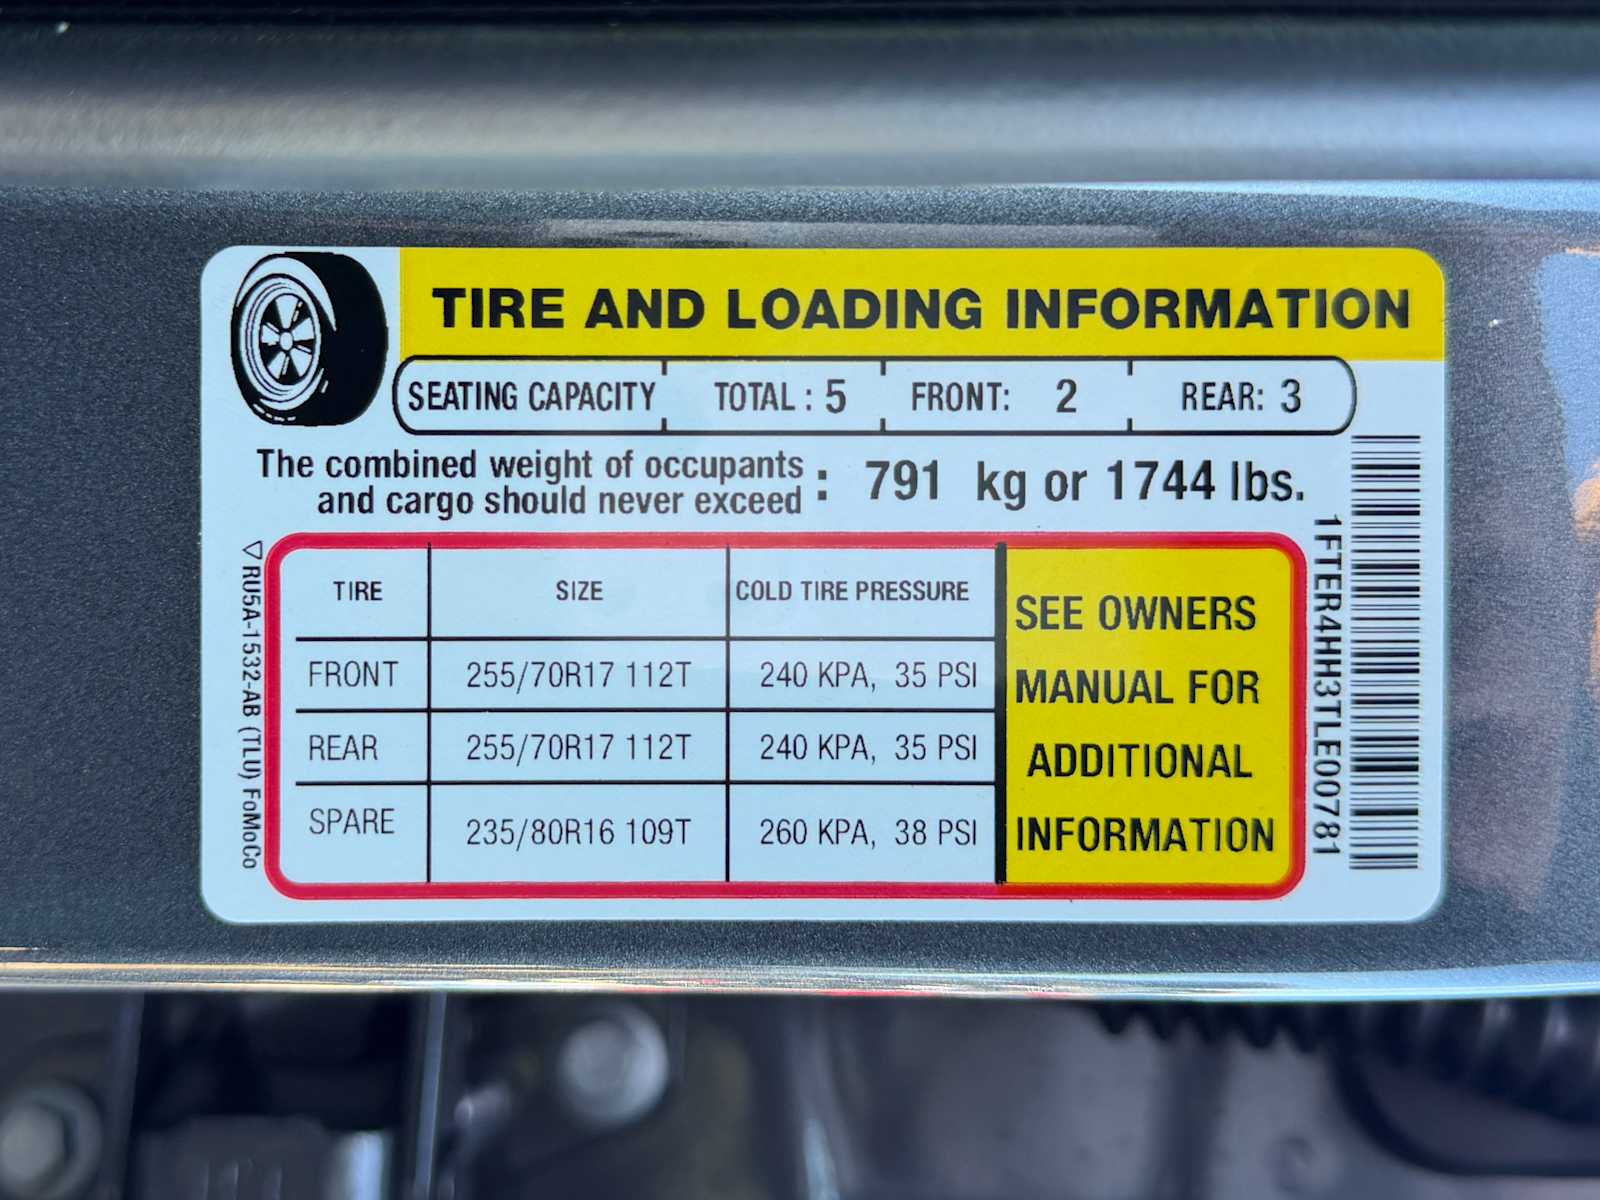 TIRE AND LOADING INFORMATION
SEATING CAPACITY TOTAL : 5 FRONT: 2 REAR: 3
The combined weight of occupants
and cargo should never exceed : 791 kg or 1744 lbs.
TIRE SIZE COLD TIRE PRESSURE
FRONT 255/70R17 112T 240 KPA, 35 PSI
REAR 255/70R17 112T 240 KPA, 35 PSI
SPARE 235/80R16 109T 260 KPA, 38 PSI
SEE OWNERS
MANUAL FOR
ADDITIONAL
INFORMATION
1FTER4HH3TLE00781
RU5A-1532-AB (TLU) FoMoCo